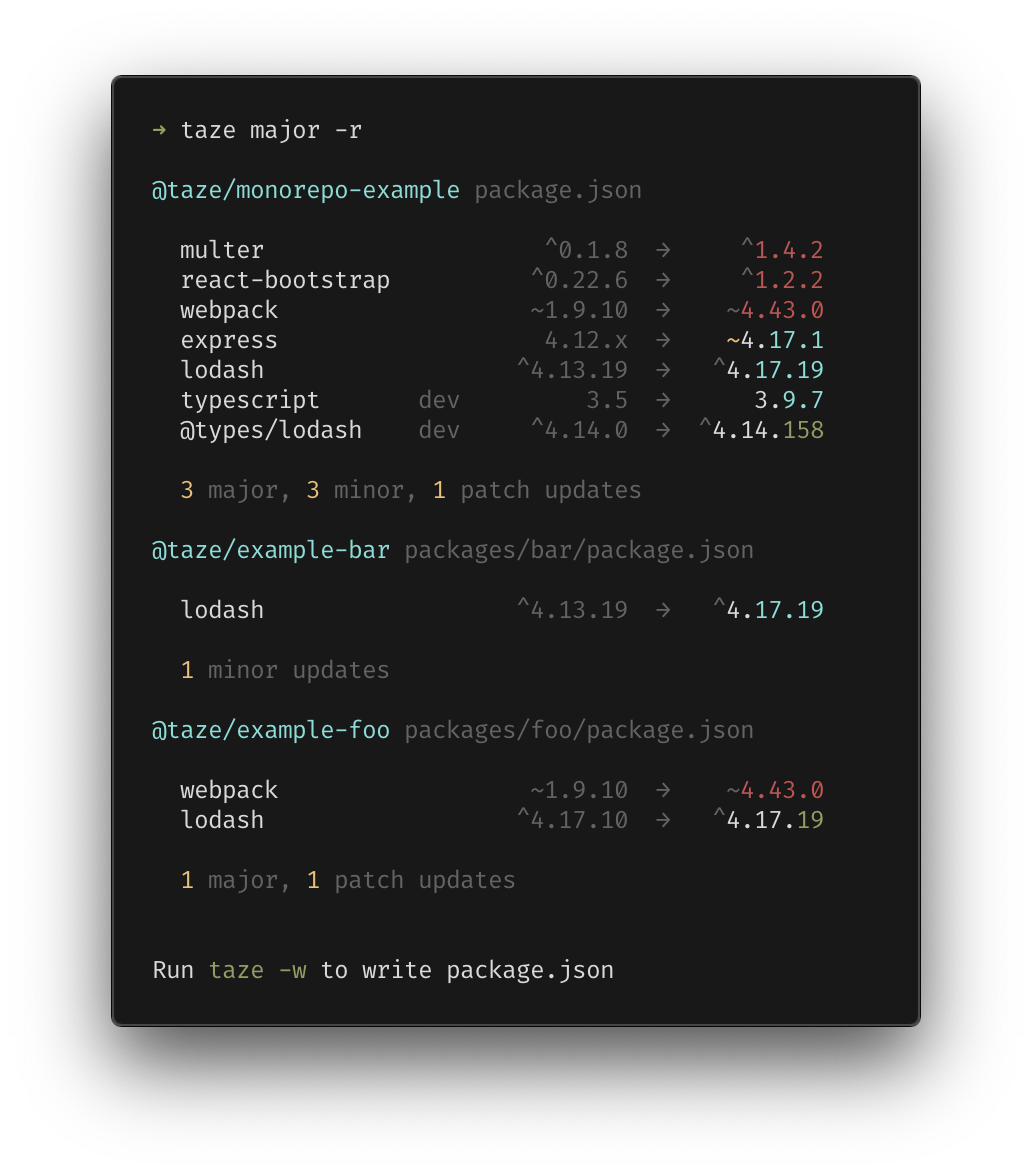 ➜ taze major -r
@taze/monorepo-example package.json
multer ^0.1.8 → ^1.4.2
react-bootstrap ^0.22.6 → ^1.2.2
webpack ~1.9.10 → ~4.43.0
express 4.12.x → ~4.17.1
lodash ^4.13.19 → ^4.17.19
typescript dev 3.5 → 3.9.7
@types/lodash dev ^4.14.0 → ^4.14.158
3 major, 3 minor, 1 patch updates
@taze/example-bar packages/bar/package.json
lodash ^4.13.19 → ^4.17.19
1 minor updates
@taze/example-foo packages/foo/package.json
webpack ~1.9.10 → ~4.43.0
lodash ^4.17.10 → ^4.17.19
1 major, 1 patch updates
Run taze -w to write package.json